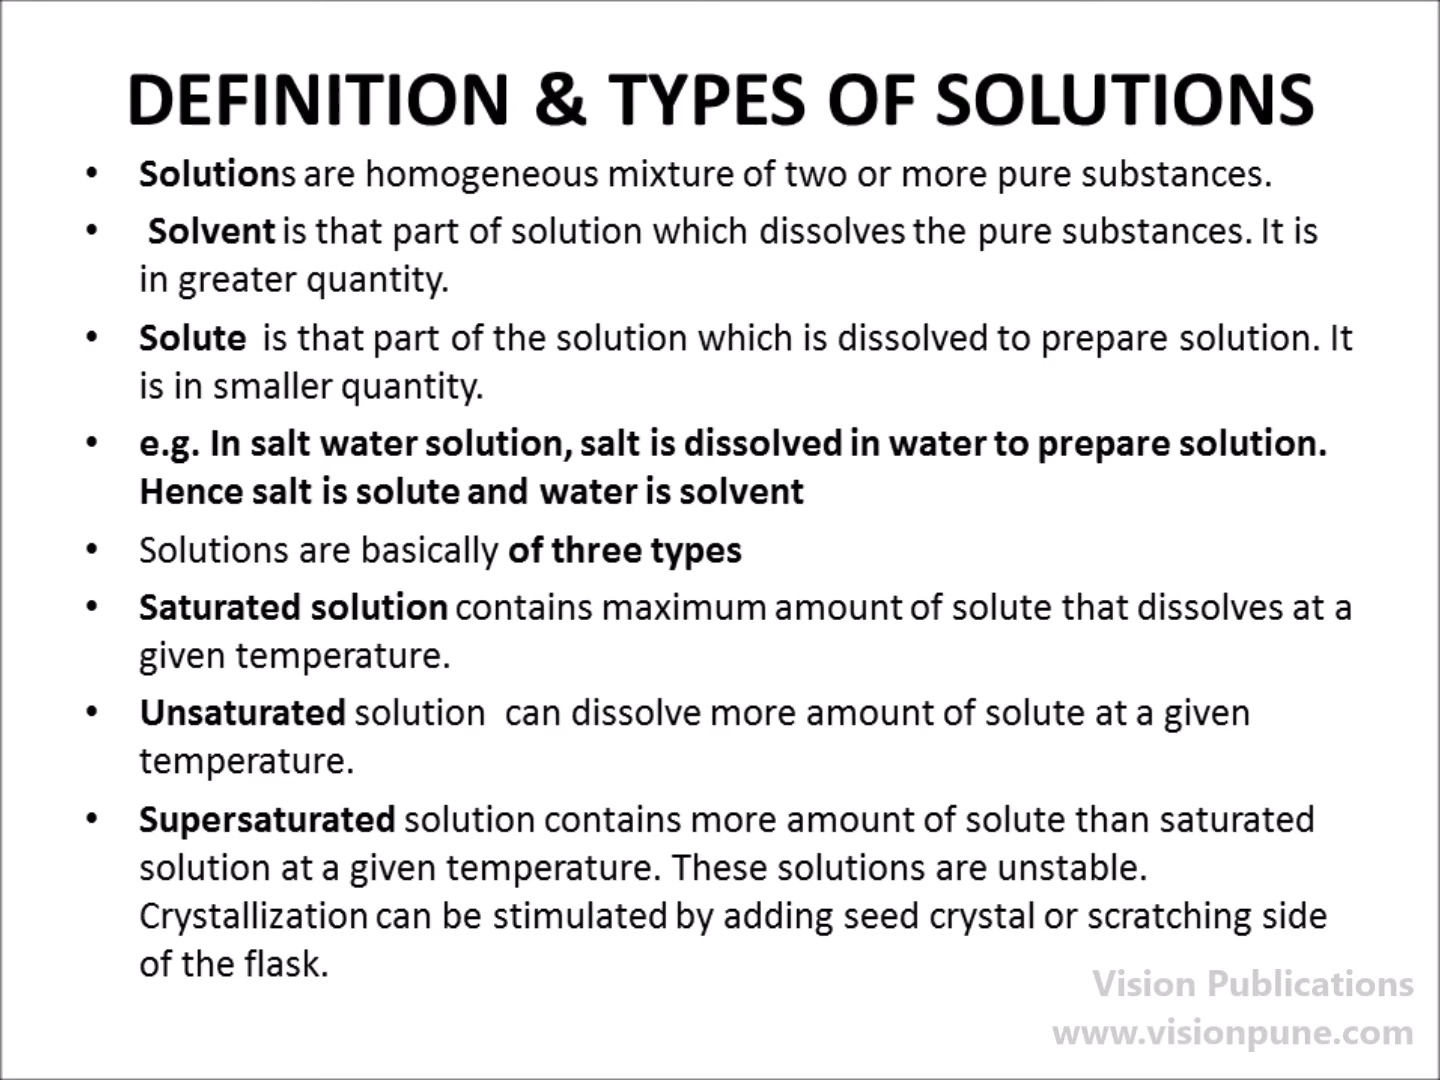 DEFINITION & TYPES OF SOLUTIONS
• Solutions are homogeneous mixture of two or more pure substances.
• Solvent is that part of solution which dissolves the pure substances. It is
in greater quantity.
• Solute is that part of the solution which is dissolved to prepare solution. It
is in smaller quantity.
• e.g. In salt water solution, salt is dissolved in water to prepare solution.
Hence salt is solute and water is solvent
• Solutions are basically of three types
• Saturated solution contains maximum amount of solute that dissolves at a
given temperature.
• Unsaturated solution can dissolve more amount of solute at a given
temperature.
• Supersaturated solution contains more amount of solute than saturated
solution at a given temperature. These solutions are unstable.
Crystallization can be stimulated by adding seed crystal or scratching side
of the flask.
Vision Publications
www.visionpune.com